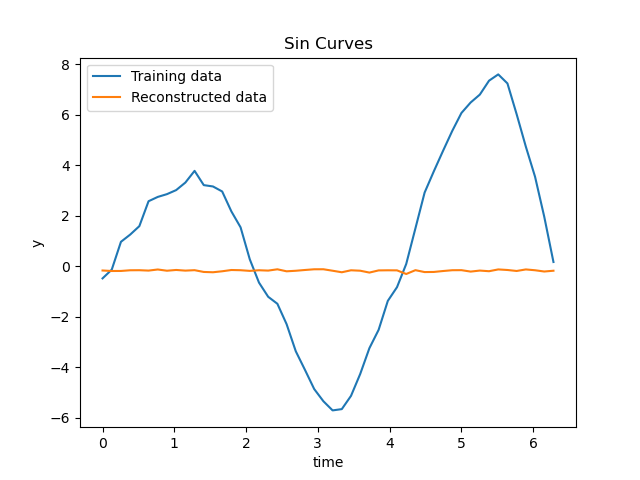 Sin Curves
Training data
Reconstructed data
8
6
4
2
0
−2
−4
−6
y
0 1 2 3 4 5 6
time